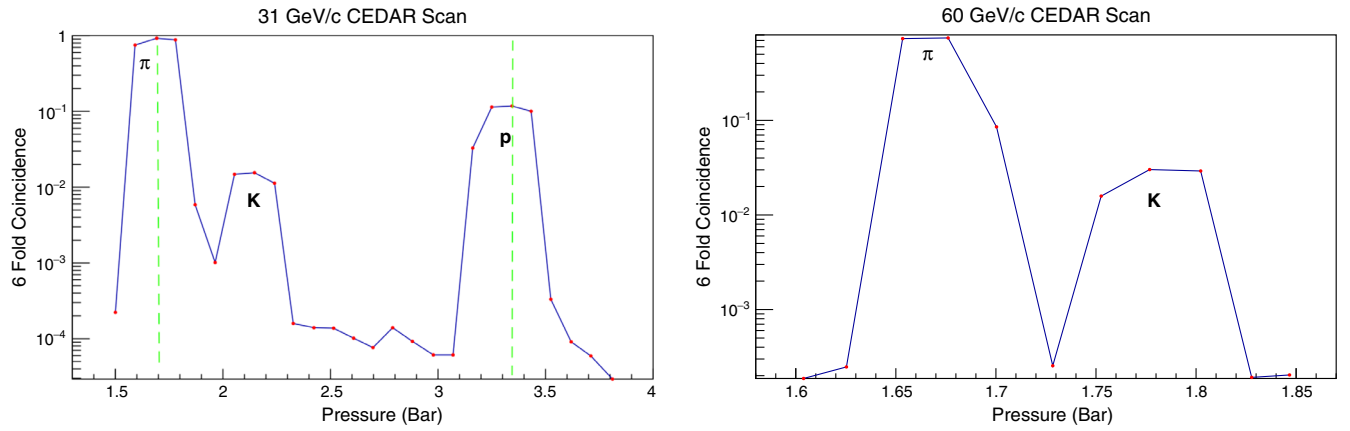 31 GeV/c CEDAR Scan
6 Fold Coincidence
1
10⁻¹
10⁻²
10⁻³
10⁻⁴
π
K
p
1.5 2 2.5 3 3.5 4
Pressure (Bar)
60 GeV/c CEDAR Scan
6 Fold Coincidence
10⁻¹
10⁻²
10⁻³
π
K
1.6 1.65 1.7 1.75 1.8 1.85
Pressure (Bar)